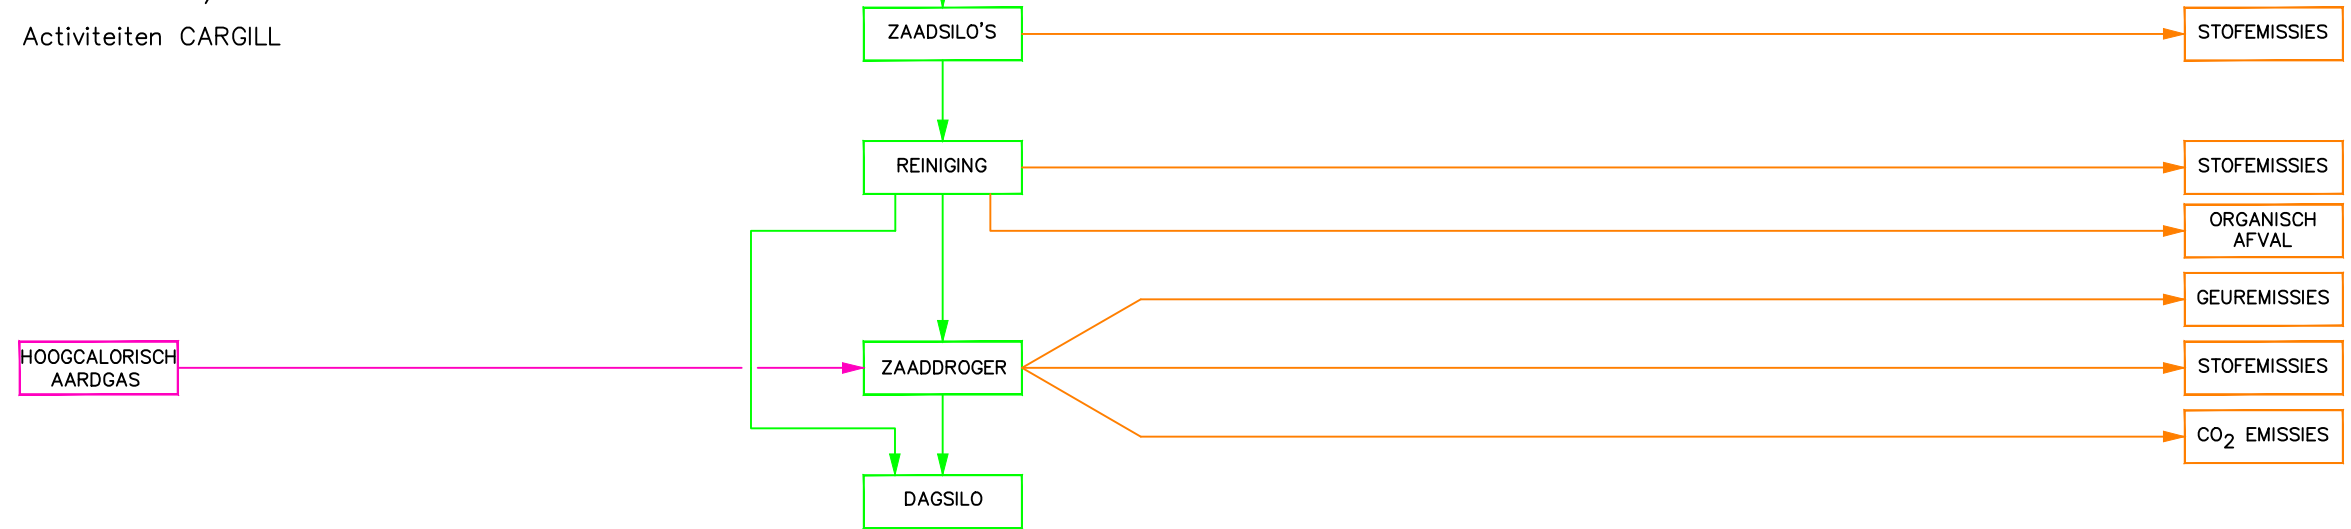 Activiteiten CARGILL
ZAADSILO'S
STOFEMISSIES
REINIGING
STOFEMISSIES
ORGANISCH
AFVAL
GEUREMISSIES
HOOGCALORISCH
AARDGAS
ZAADDROGER
STOFEMISSIES
CO₂ EMISSIES
DAGSILO